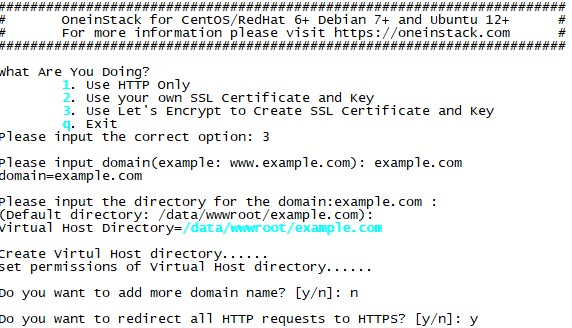 ####################################################################
# OneinStack for CentOS/RedHat 6+ Debian 7+ and Ubuntu 12+ #
# For more information please visit https://oneinstack.com #
####################################################################
What Are You Doing?
1. Use HTTP Only
2. Use your own SSL Certificate and Key
3. Use Let's Encrypt to Create SSL Certificate and Key
q. Exit
Please input the correct option: 3
Please input domain(example: www.example.com): example.com
domain=example.com
Please input the directory for the domain:example.com :
(Default directory: /data/wwwroot/example.com):
Virtual Host Directory=/data/wwwroot/example.com
Create Virtul Host directory......
set permissions of Virtual Host directory......
Do you want to add more domain name? [y/n]: n
Do you want to redirect all HTTP requests to HTTPS? [y/n]: y